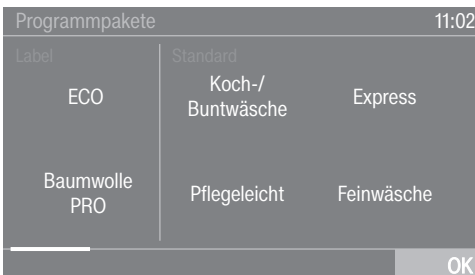 Programmpakete 11:02
Label Standard
ECO
Koch-/
Buntwäsche
Express
Baumwolle
PRO
Pflegeleicht
Feinwäsche
OK